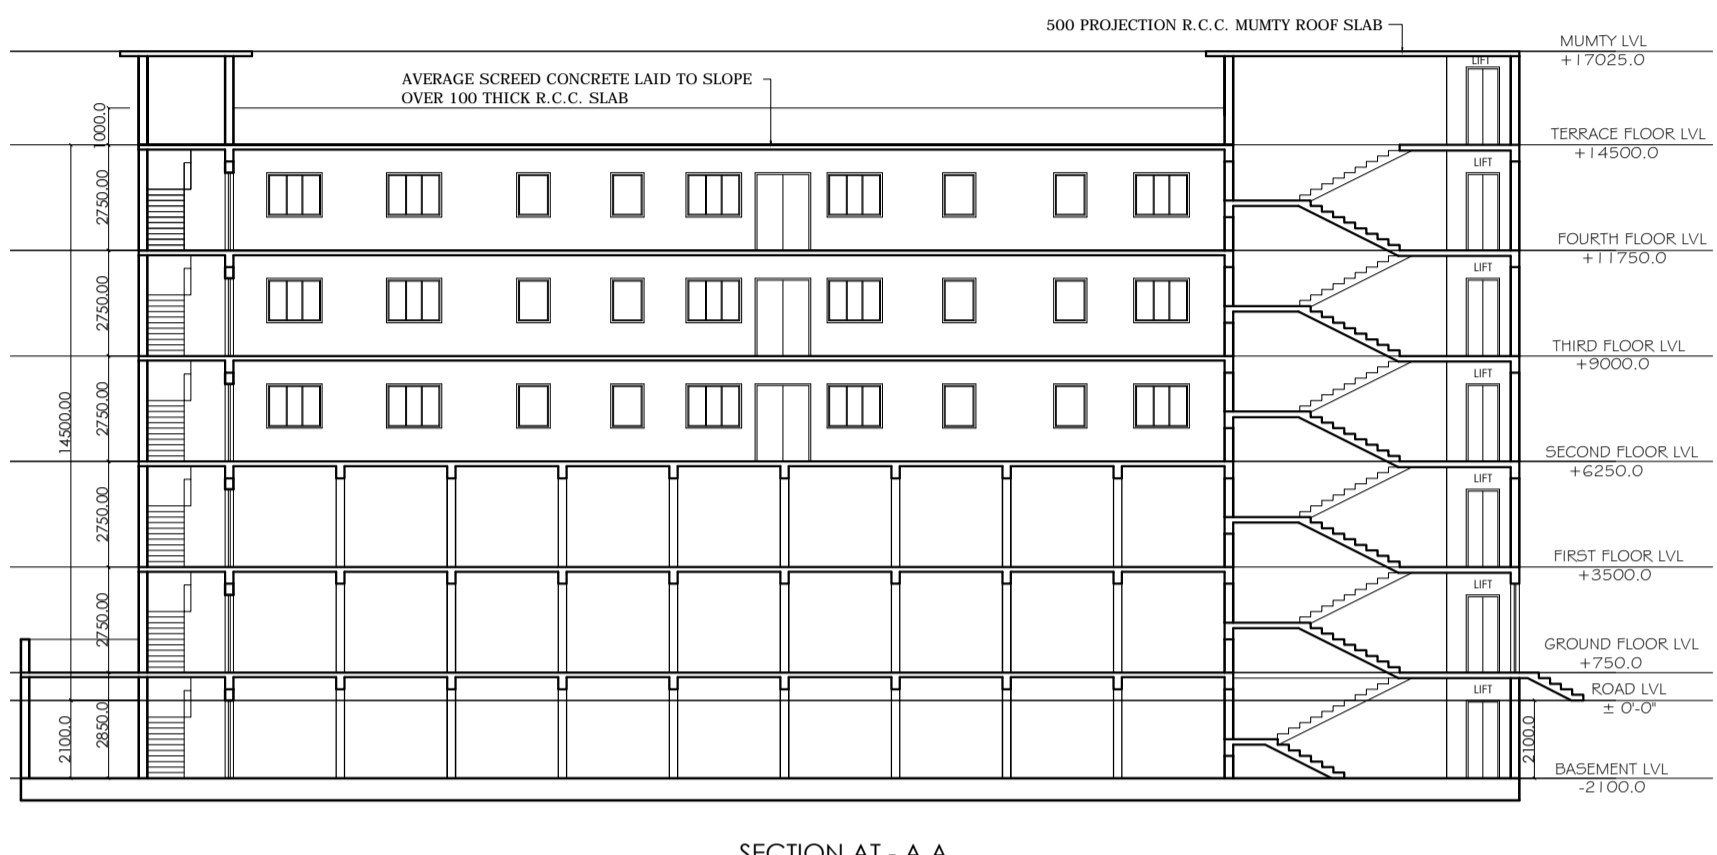 500 PROJECTION R.C.C. MUMTY ROOF SLAB
MUMTY LVL
+17025.0
LIFT
AVERAGE SCREED CONCRETE LAID TO SLOPE
OVER 100 THICK R.C.C. SLAB
1000.0
TERRACE FLOOR LVL
+14500.0
LIFT
2750.00
FOURTH FLOOR LVL
+11750.0
LIFT
2750.00
THIRD FLOOR LVL
+9000.0
LIFT
14500.00
2750.00
SECOND FLOOR LVL
+6250.0
LIFT
2750.00
FIRST FLOOR LVL
+3500.0
LIFT
2750.00
GROUND FLOOR LVL
+750.0
LIFT
ROAD LVL
± 0'-0"
2100.0
2850.0
2100.0
BASEMENT LVL
-2100.0
SECTION AT - A A